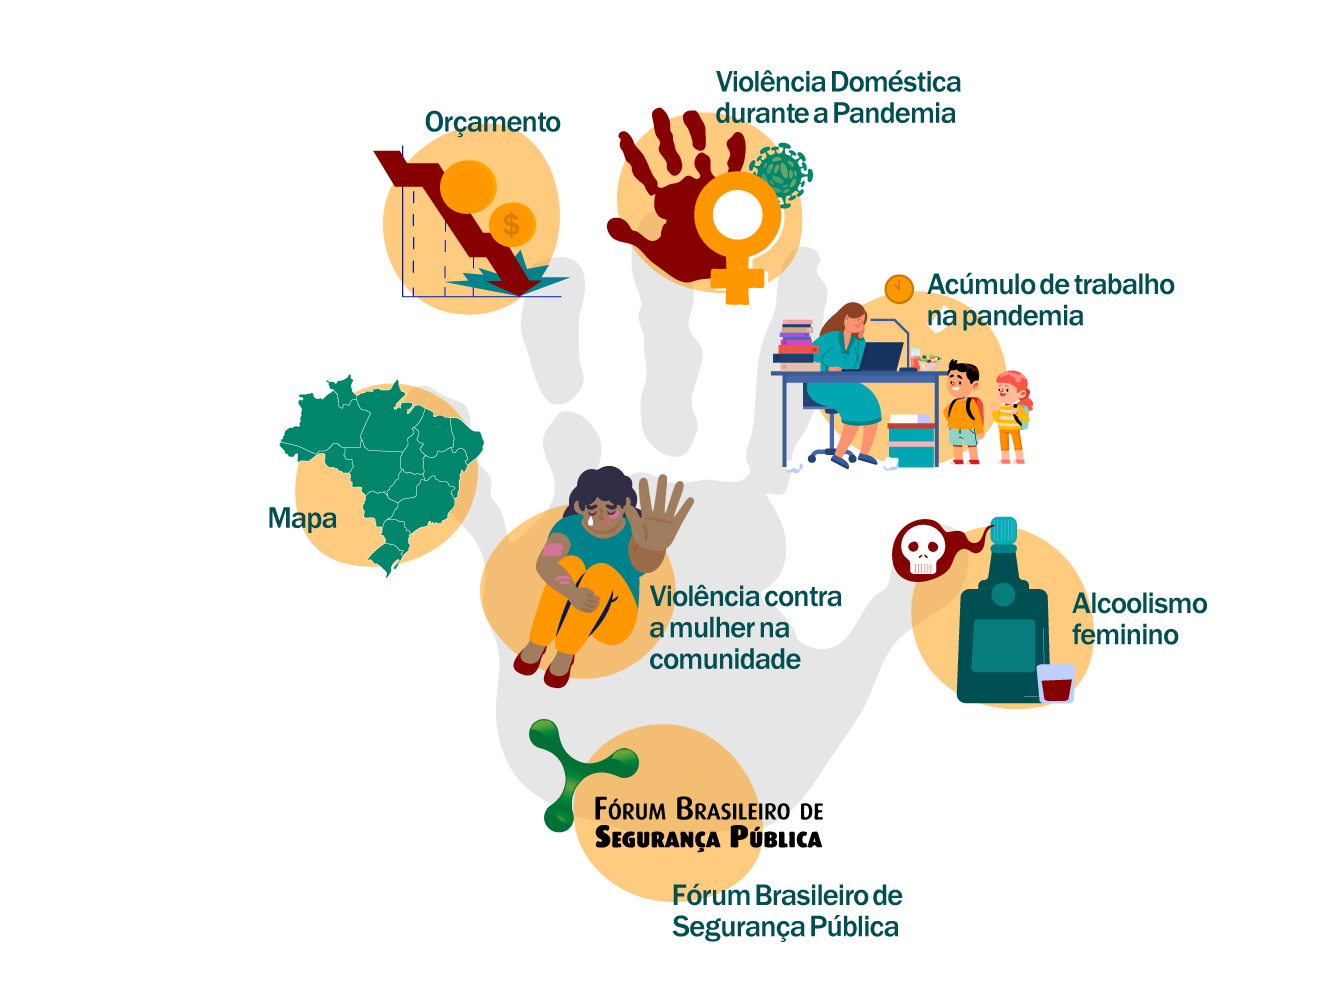 Violência Doméstica
durante a Pandemia
Orçamento
$
Acúmulo de trabalho
na pandemia
Mapa
Violência contra
a mulher na
comunidade
Alcoolismo
feminino
FÓRUM BRASILEIRO DE
SEGURANÇA PÚBLICA
Fórum Brasileiro de
Segurança Pública